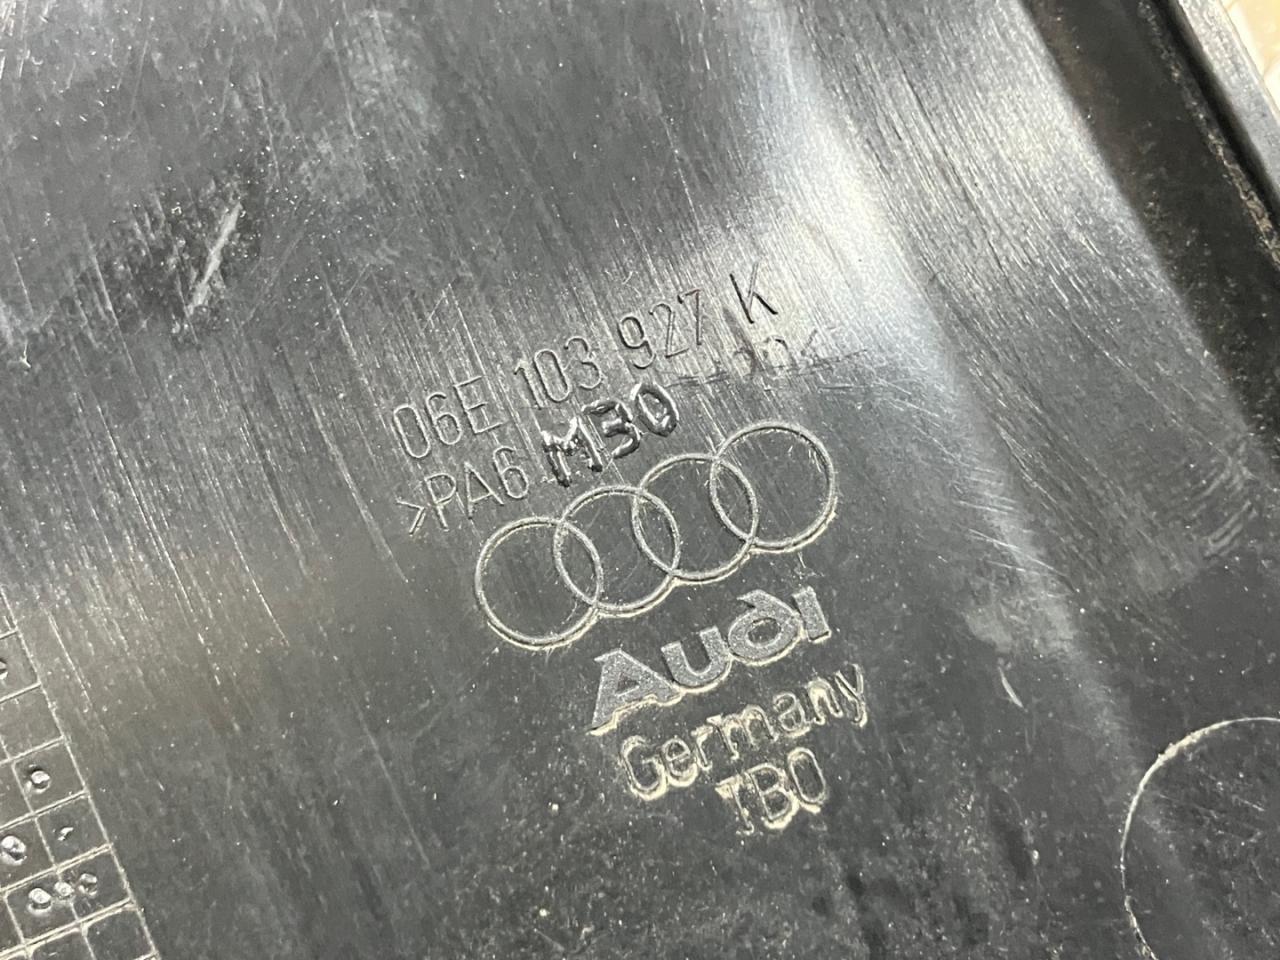 06E 103 927 K
>PA6 M30
Audi
Germany
TBO